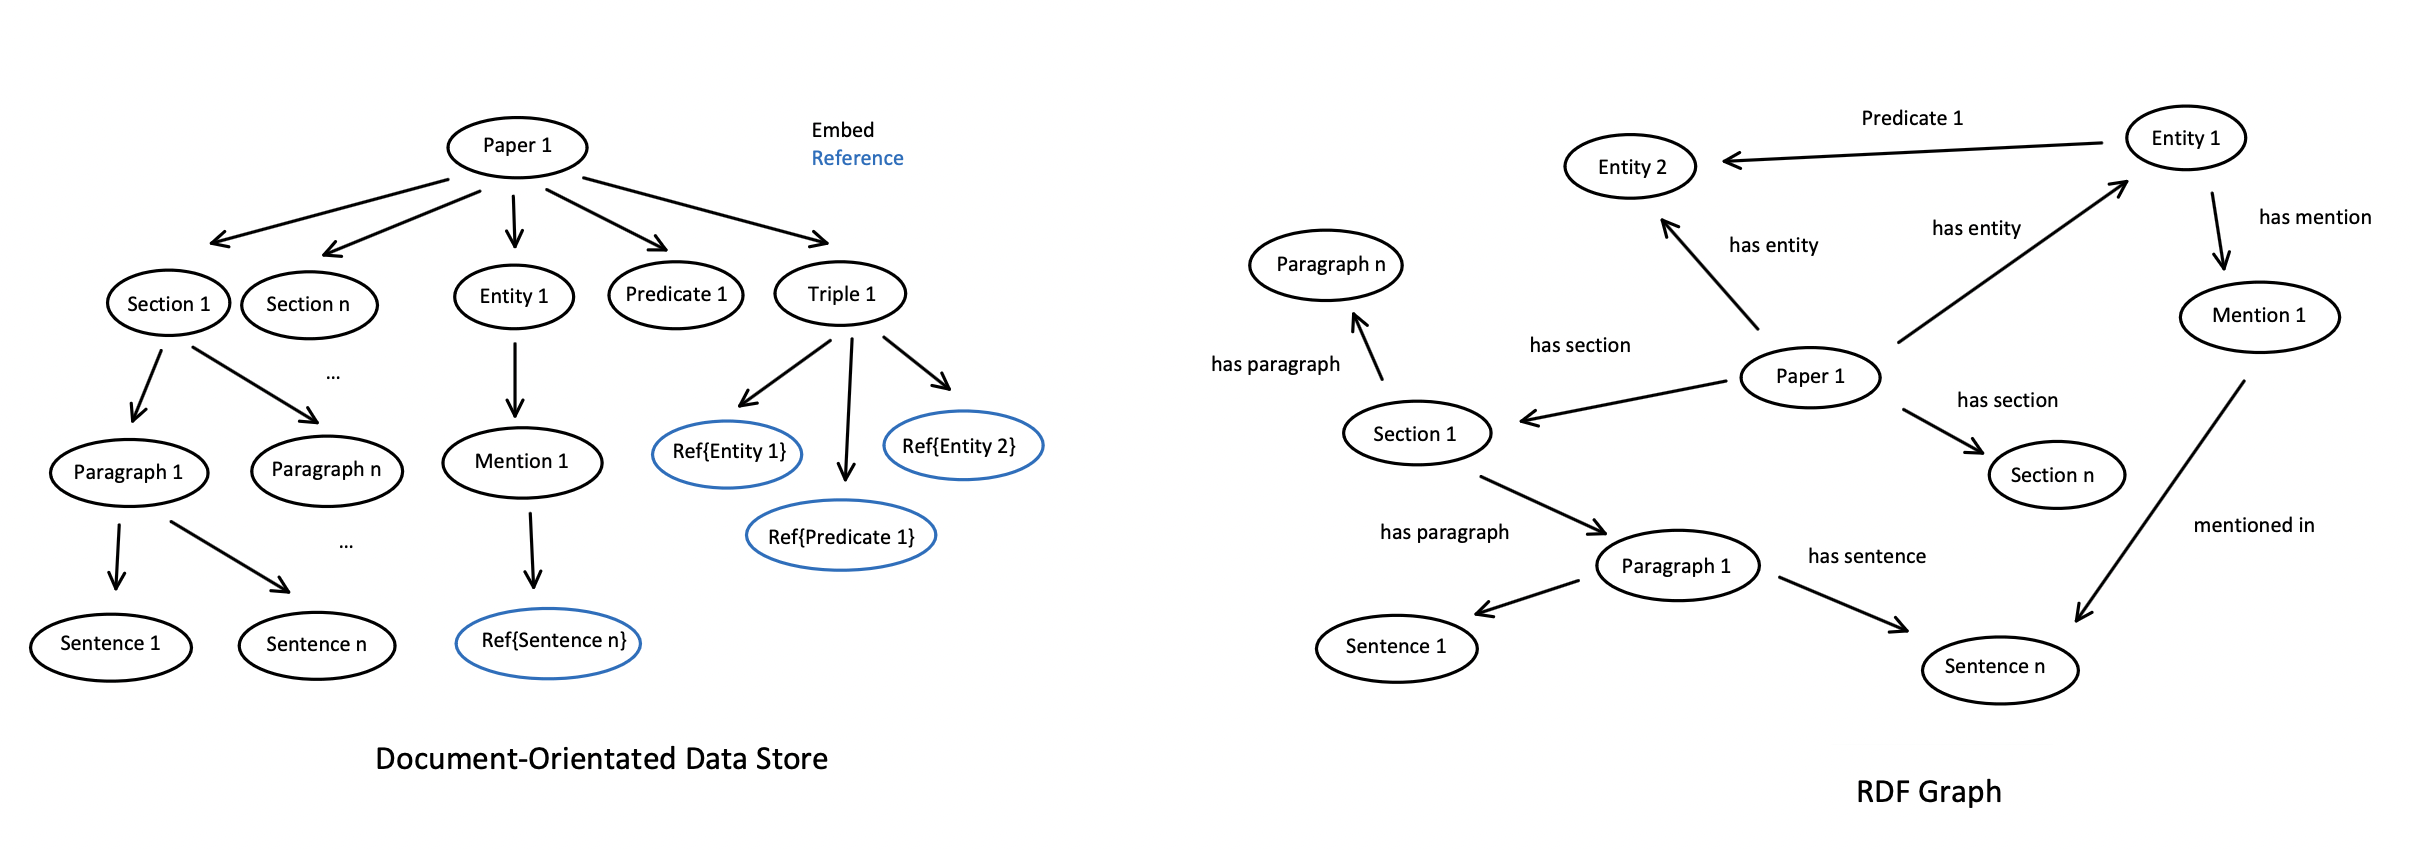 Paper 1
Embed
Reference
Section 1
Section n
Entity 1
Predicate 1
Triple 1
...
Paragraph 1
Paragraph n
Mention 1
Ref{Entity 1}
Ref{Entity 2}
Ref{Predicate 1}
...
Sentence 1
Sentence n
Ref{Sentence n}
Document-Orientated Data Store
Predicate 1
Entity 1
Entity 2
has mention
has entity
has entity
Paragraph n
Mention 1
has section
has paragraph
Paper 1
has section
Section 1
Section n
mentioned in
has paragraph
has sentence
Paragraph 1
Sentence 1
Sentence n
RDF Graph